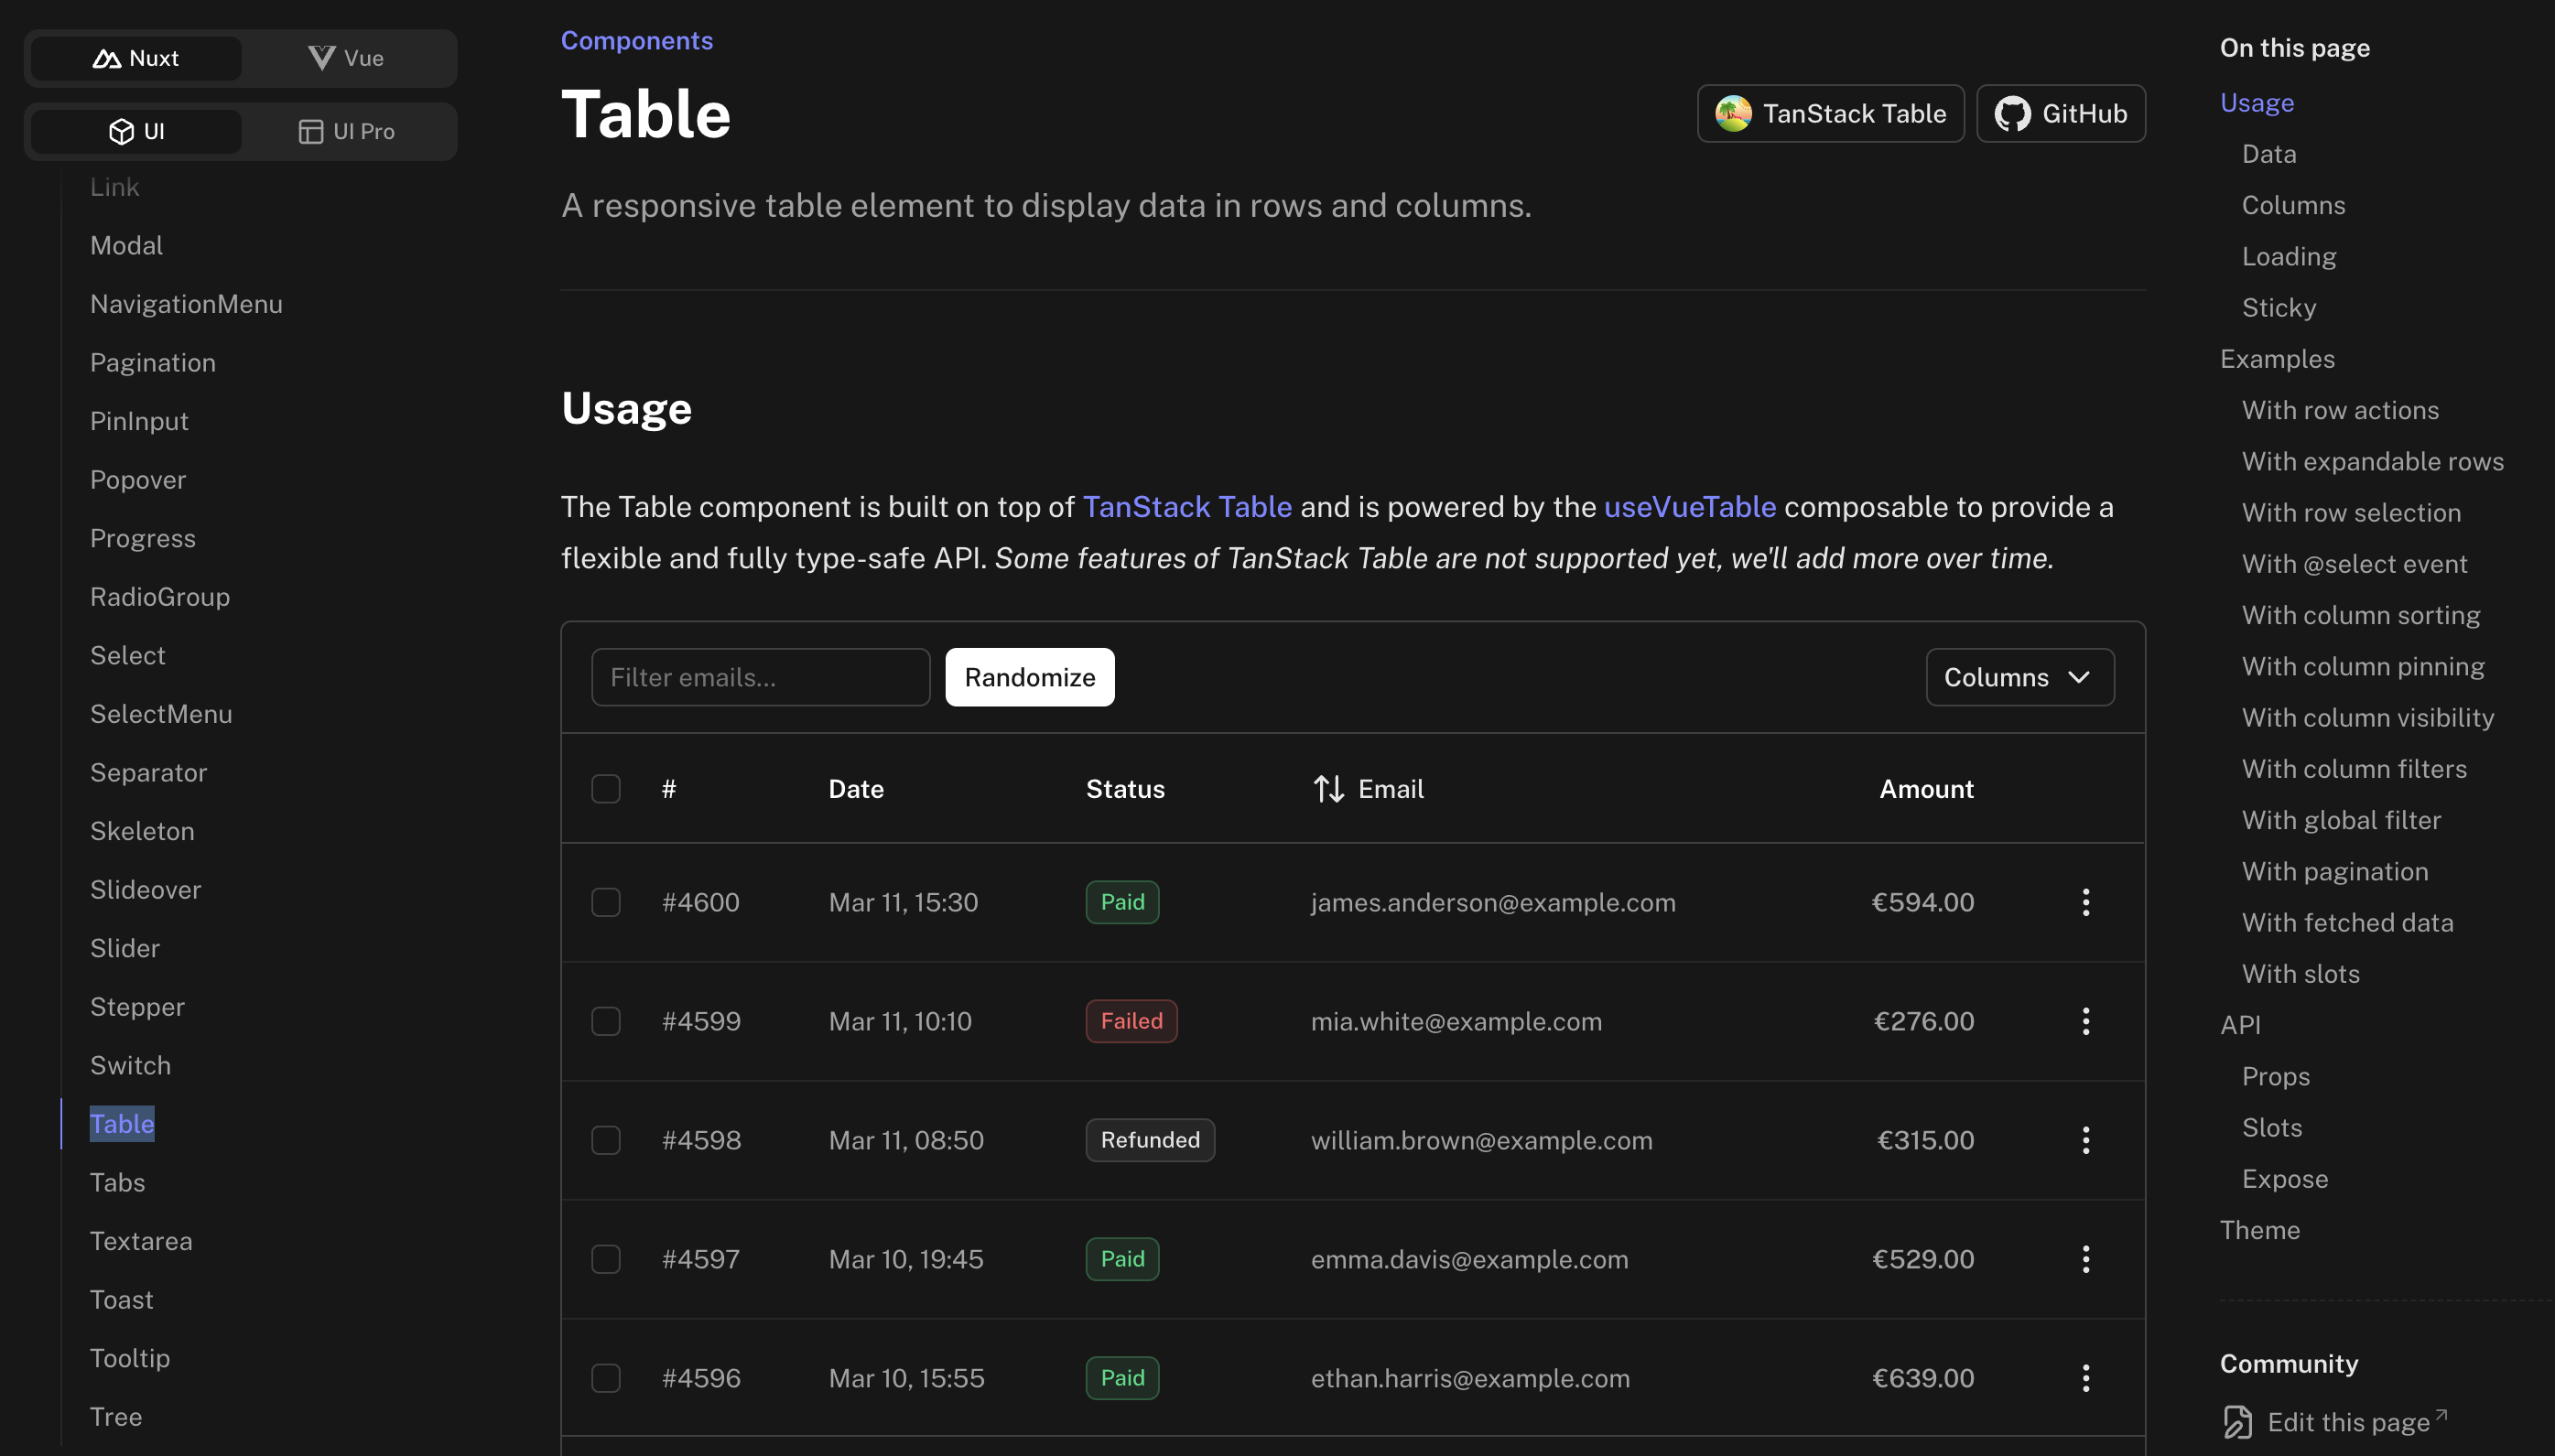 Nuxt
Vue
UI
UI Pro
Link
Modal
NavigationMenu
Pagination
PinInput
Popover
Progress
RadioGroup
Select
SelectMenu
Separator
Skeleton
Slideover
Slider
Stepper
Switch
Table
Tabs
Textarea
Toast
Tooltip
Tree
Components
Table
TanStack Table
GitHub
A responsive table element to display data in rows and columns.
Usage
The Table component is built on top of TanStack Table and is powered by the useVueTable composable to provide a
flexible and fully type-safe API. Some features of TanStack Table are not supported yet, we'll add more over time.
Filter emails...
Randomize
Columns
# Date Status Email Amount
#4600 Mar 11, 15:30 Paid james.anderson@example.com €594.00
#4599 Mar 11, 10:10 Failed mia.white@example.com €276.00
#4598 Mar 11, 08:50 Refunded william.brown@example.com €315.00
#4597 Mar 10, 19:45 Paid emma.davis@example.com €529.00
#4596 Mar 10, 15:55 Paid ethan.harris@example.com €639.00
On this page
Usage
Data
Columns
Loading
Sticky
Examples
With row actions
With expandable rows
With row selection
With @select event
With column sorting
With column pinning
With column visibility
With column filters
With global filter
With pagination
With fetched data
With slots
API
Props
Slots
Expose
Theme
Community
Edit this page